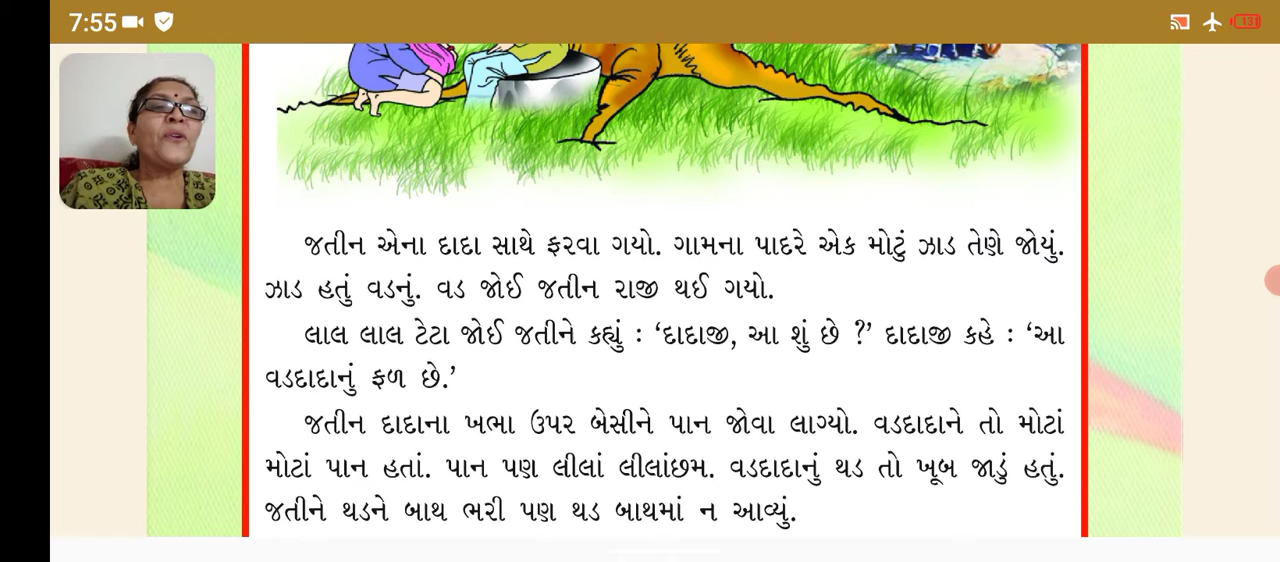 7:55
131
જતીન એના દાદા સાથે ફરવા ગયો. ગામના પાદરે એક મોટું ઝાડ તેણે જોયું.
ઝાડ હતું વડનું. વડ જોઈ જતીન રાજી થઈ ગયો.
લાલ લાલ ટેટા જોઈ જતીને કહ્યું : ‘દાદાજી, આ શું છે ?’ દાદાજી કહે : ‘આ
વડદાદાનું ફળ છે.’
જતીન દાદાના ખભા ઉપર બેસીને પાન જોવા લાગ્યો. વડદાદાને તો મોટાં
મોટાં પાન હતાં. પાન પણ લીલાં લીલાંછમ. વડદાદાનું થડ તો ખૂબ જાડું હતું.
જતીને થડને બાથ ભરી પણ થડ બાથમાં ન આવ્યું.